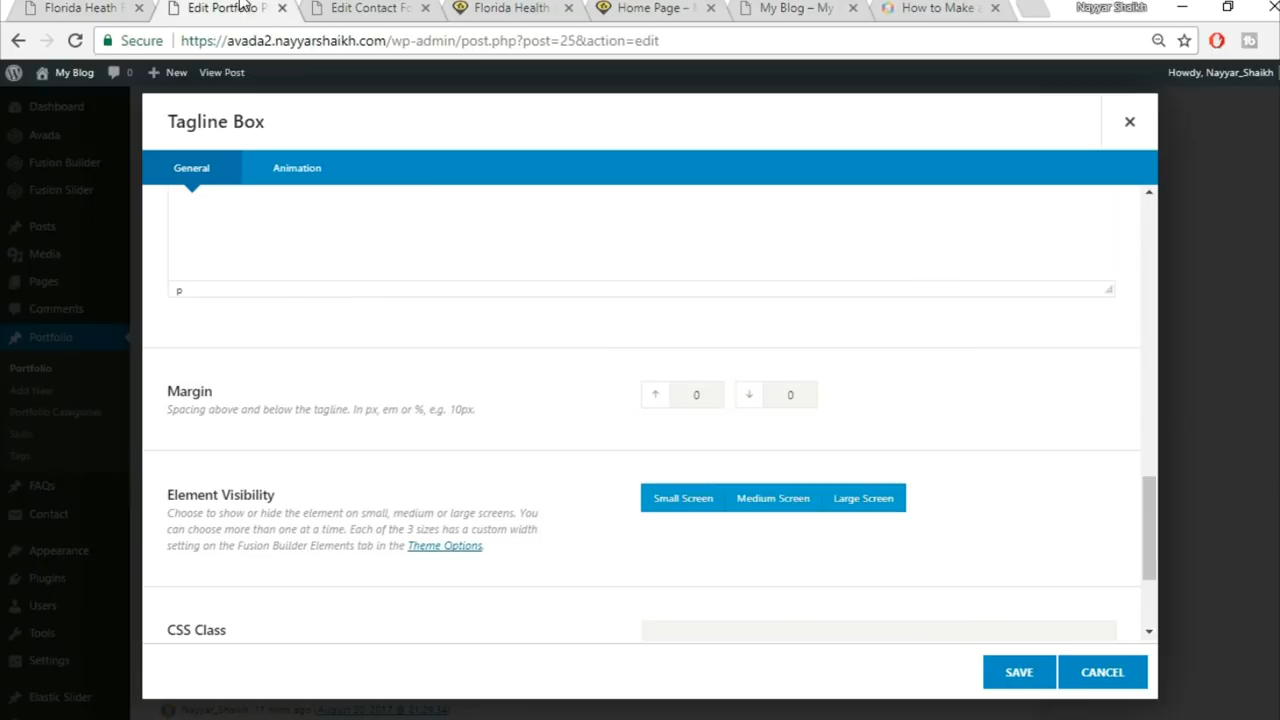 Florida Heath F
Edit Portfolio P
Edit Contact Fo
Florida Health
Home Page –
My Blog – My
How to Make a
Nayyar Shaikh
Secure https://avada2.nayyarshaikh.com/wp-admin/post.php?post=25&action=edit
My Blog 0 New View Post
Howdy, Nayyar_Shaikh
Dashboard
Avada
Fusion Builder
Fusion Slider
Posts
Media
Pages
Comments
Portfolio
Portfolio
Add New
Portfolio Categories
Skills
Tags
FAQs
Contact
Appearance
Plugins
Users
Tools
Settings
Elastic Slider
Tagline Box
General Animation
p
Margin
Spacing above and below the tagline. In px, em or %, e.g. 10px.
0 0
Element Visibility
Choose to show or hide the element on small, medium or large screens. You
can choose more than one at a time. Each of the 3 sizes has a custom width
setting on the Fusion Builder Elements tab in the Theme Options.
Small Screen Medium Screen Large Screen
CSS Class
SAVE CANCEL
Nayyar_Shaikh, 17 mins ago (August 30, 2017 @ 01:29:34)